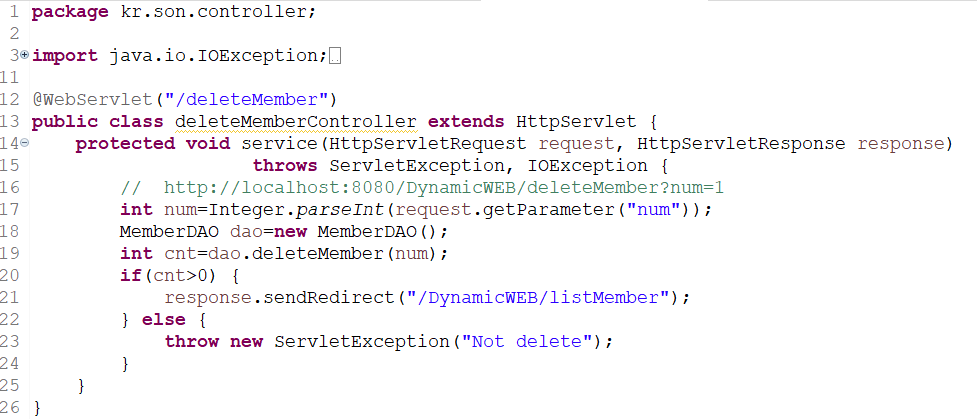 1 package kr.son.controller;
2
3 import java.io.IOException;
11
12 @WebServlet("/deleteMember")
13 public class deleteMemberController extends HttpServlet {
14     protected void service(HttpServletRequest request, HttpServletResponse response)
15                     throws ServletException, IOException {
16         //  http://localhost:8080/DynamicWEB/deleteMember?num=1
17         int num=Integer.parseInt(request.getParameter("num"));
18         MemberDAO dao=new MemberDAO();
19         int cnt=dao.deleteMember(num);
20         if(cnt>0) {
21             response.sendRedirect("/DynamicWEB/listMember");
22         } else {
23             throw new ServletException("Not delete");
24         }
25     }
26 }